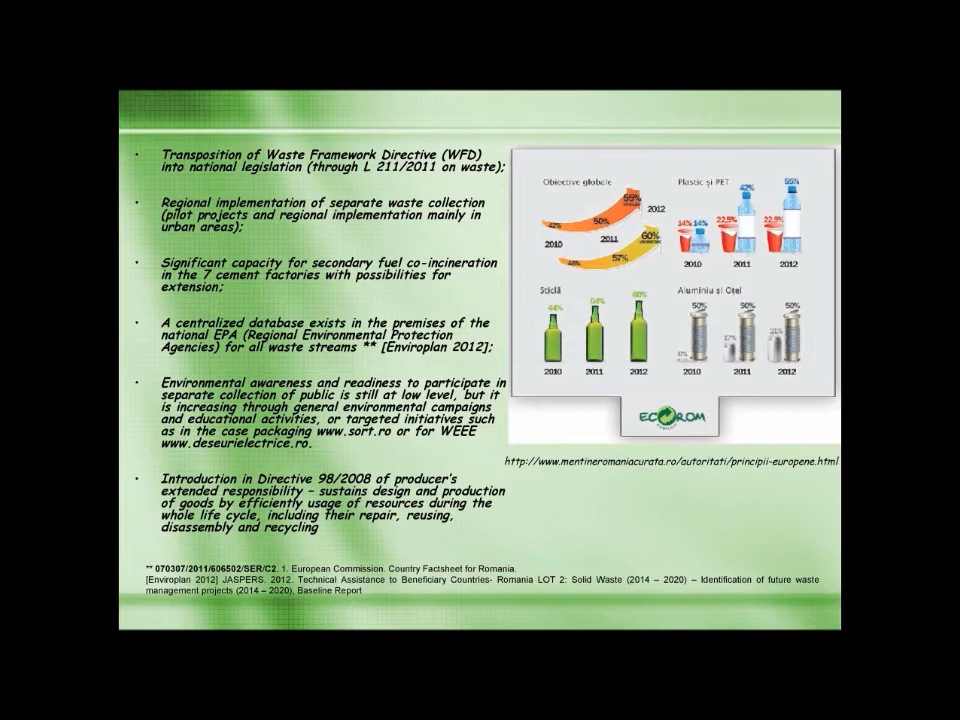 • Transposition of Waste Framework Directive (WFD)
into national legislation (through L 211/2011 on waste);
• Regional implementation of separate waste collection
(pilot projects and regional implementation mainly in
urban areas);
• Significant capacity for secondary fuel co-incineration
in the 7 cement factories with possibilities for
extension;
• A centralized database exists in the premises of the
national EPA (Regional Environmental Protection
Agencies) for all waste streams ** [Enviroplan 2012];
• Environmental awareness and readiness to participate in
separate collection of public is still at low level, but it
is increasing through general environmental campaigns
and educational activities, or targeted initiatives such
as in the case packaging www.sort.ro or for WEEE
www.deseurielectrice.ro.
• Introduction in Directive 98/2008 of producer's
extended responsibility – sustains design and production
of goods by efficiently usage of resources during the
whole life cycle, including their repair, reusing,
disassembly and recycling
Obiective globale
55%
2012
42%
50%
2010
2011
60%
48%
57%
Plastic și PET
14% 14%
22,5% 42%
22,5% 55%
2010 2011 2012
Sticlă
44% 54% 60%
2010 2011 2012
Aluminiu și Oțel
50%
17% 50%
21% 50%
2010 2011 2012
ECOROM
http://www.mentineromaniacurata.ro/autoritati/principii-europene.html
** 070307/2011/606502/SER/C2. 1. European Commission. Country Factsheet for Romania.
[Enviroplan 2012] JASPERS. 2012. Technical Assistance to Beneficiary Countries- Romania LOT 2: Solid Waste (2014 – 2020) – Identification of future waste
management projects (2014 – 2020), Baseline Report